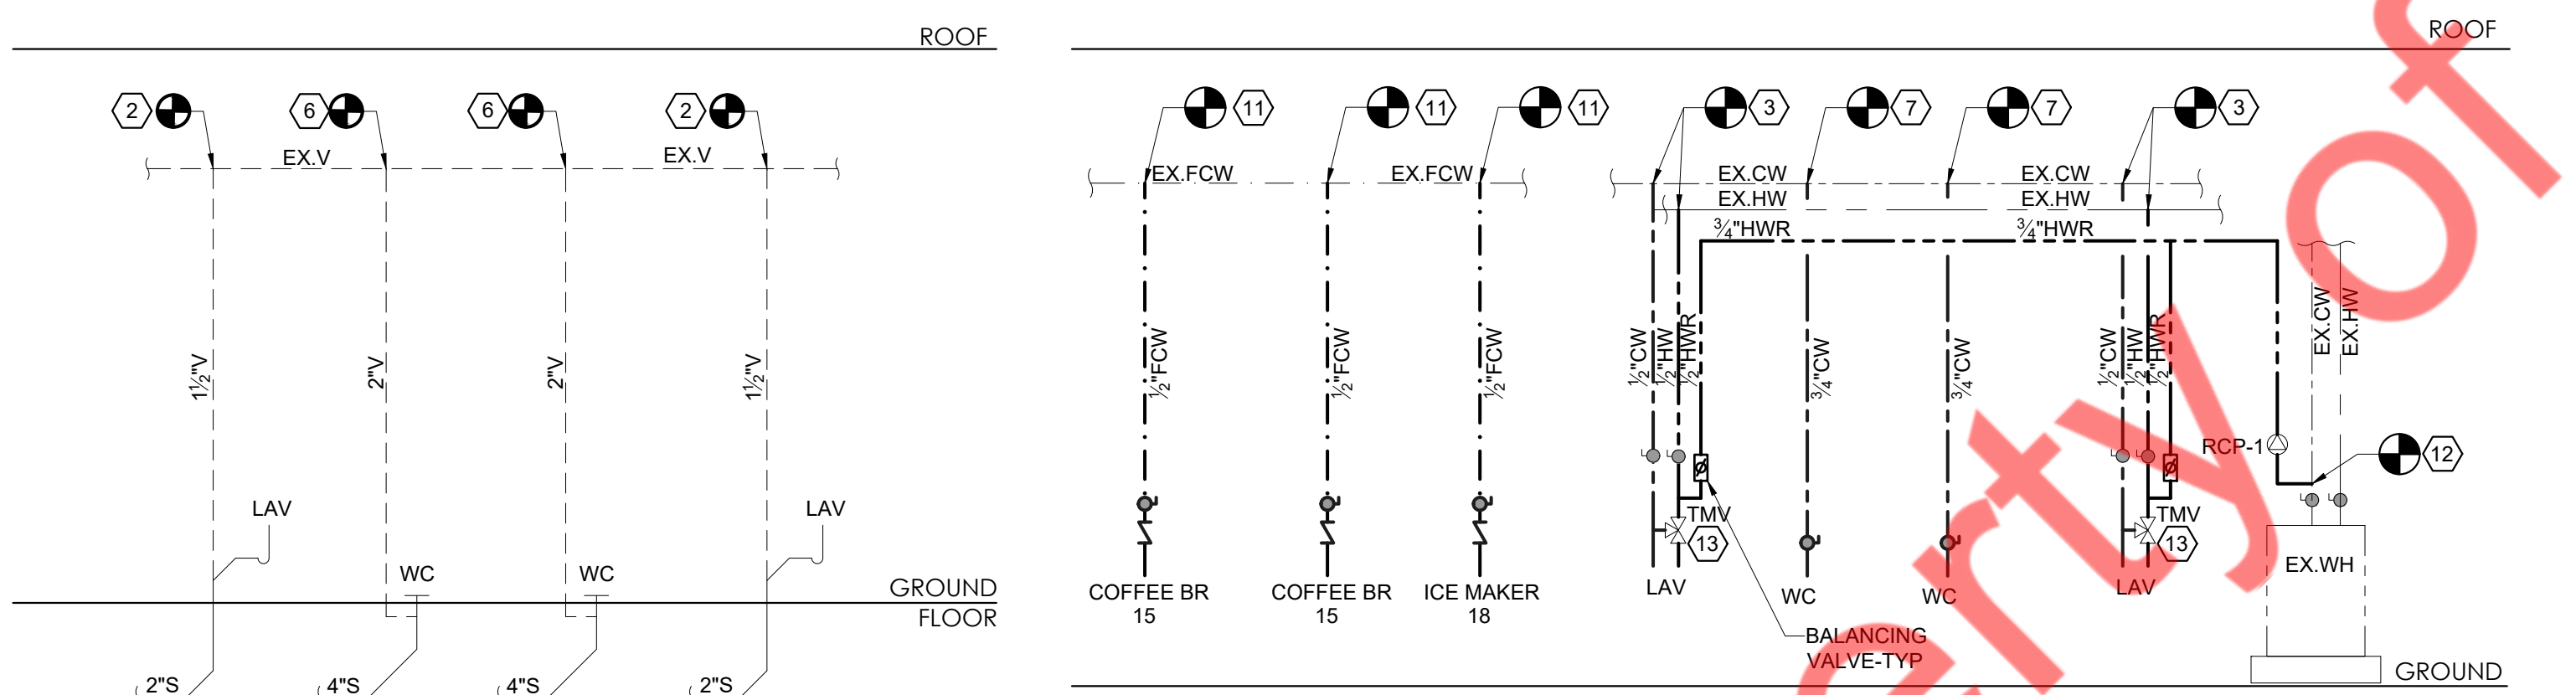 ROOF
2
6
6
2
EX.V
EX.V
1½"V
2"V
2"V
1½"V
LAV
LAV
WC
WC
GROUND
FLOOR
2"S
4"S
4"S
2"S
ROOF
11
11
11
3
7
7
3
EX.FCW
EX.FCW
EX.CW
EX.CW
EX.HW
EX.HW
¾"HWR
¾"HWR
½"FCW
½"FCW
½"FCW
½"CW
½"HW
½"HWR
¾"CW
¾"CW
½"CW
½"HW
½"HWR
EX.CW
EX.HW
RCP-1
12
TMV
13
TMV
13
EX.WH
COFFEE BR
15
COFFEE BR
15
ICE MAKER
18
LAV
WC
WC
LAV
BALANCING
VALVE-TYP
GROUND
erty of